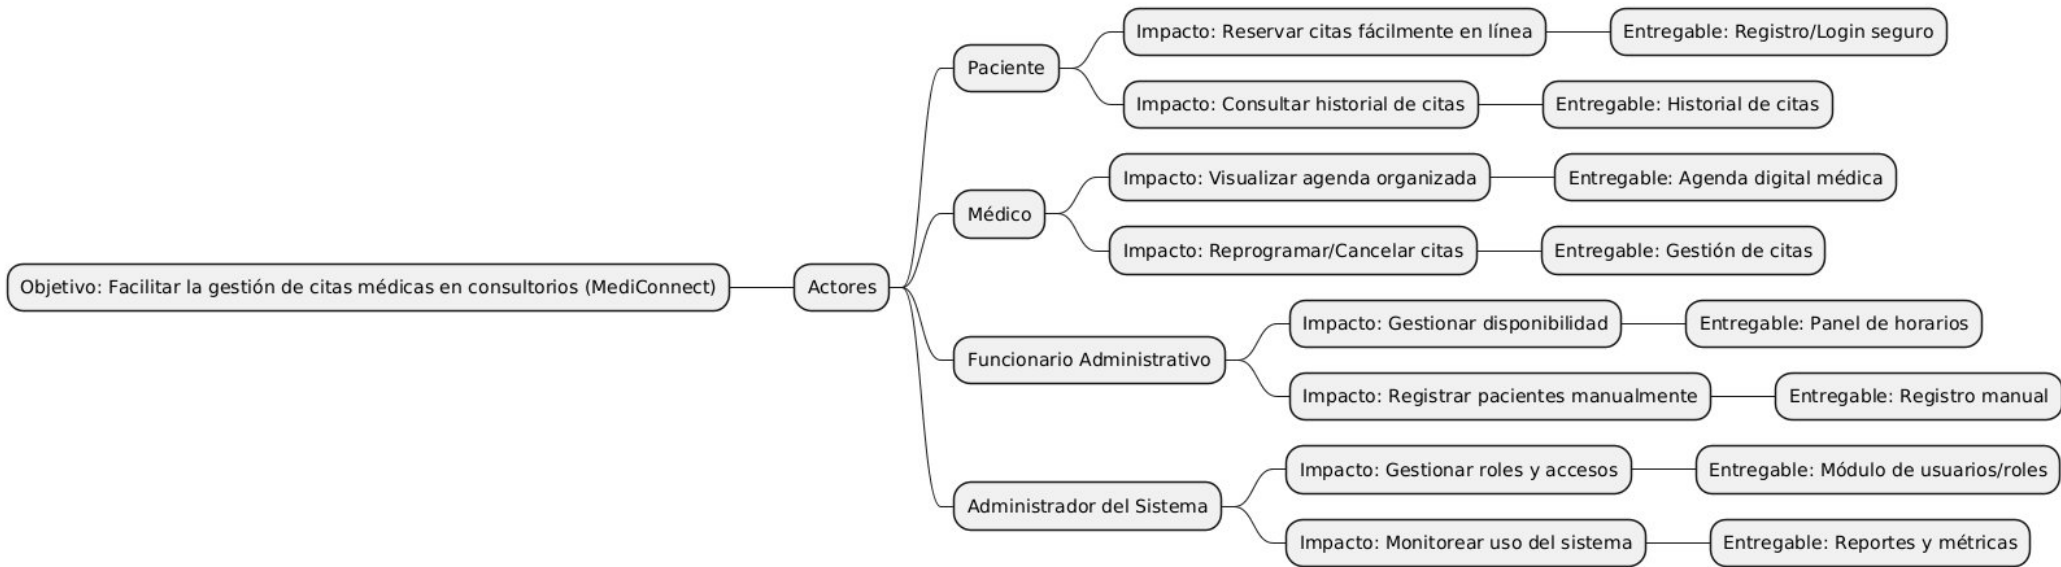 Objetivo: Facilitar la gestión de citas médicas en consultorios (MediConnect)
Actores
Paciente
Impacto: Reservar citas fácilmente en línea
Entregable: Registro/Login seguro
Impacto: Consultar historial de citas
Entregable: Historial de citas
Médico
Impacto: Visualizar agenda organizada
Entregable: Agenda digital médica
Impacto: Reprogramar/Cancelar citas
Entregable: Gestión de citas
Funcionario Administrativo
Impacto: Gestionar disponibilidad
Entregable: Panel de horarios
Impacto: Registrar pacientes manualmente
Entregable: Registro manual
Administrador del Sistema
Impacto: Gestionar roles y accesos
Entregable: Módulo de usuarios/roles
Impacto: Monitorear uso del sistema
Entregable: Reportes y métricas